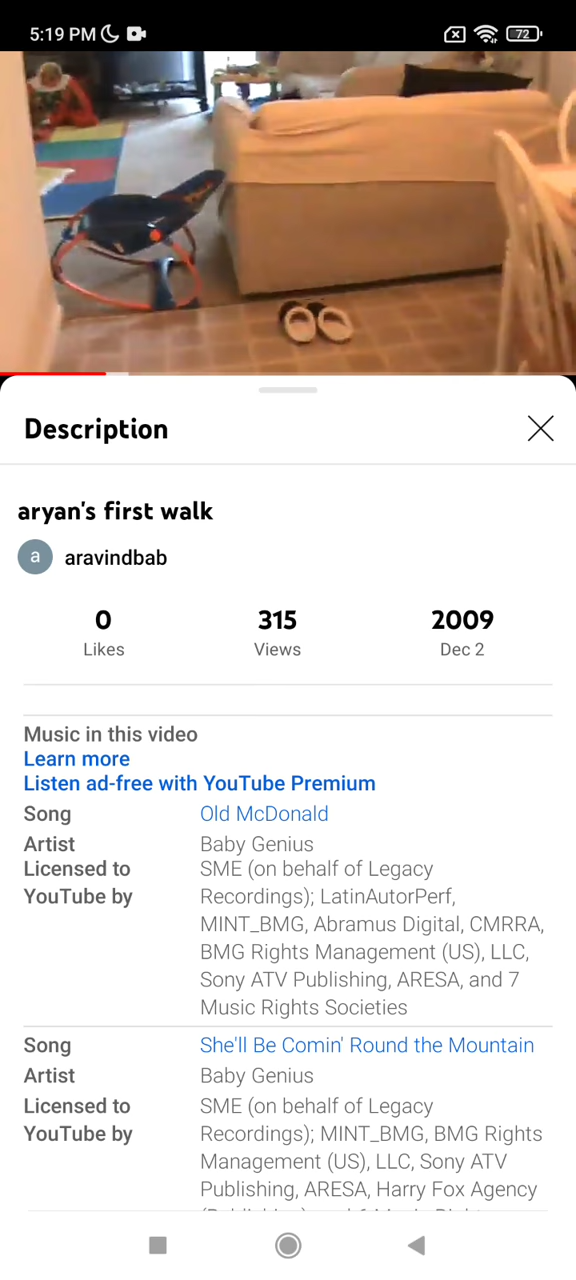 5:19 PM
72
Description
aryan's first walk
a aravindbab
0 315 2009
Likes Views Dec 2
Music in this video
Learn more
Listen ad-free with YouTube Premium
Song Old McDonald
Artist Baby Genius
Licensed to SME (on behalf of Legacy
YouTube by Recordings); LatinAutorPerf,
MINT_BMG, Abramus Digital, CMRRA,
BMG Rights Management (US), LLC,
Sony ATV Publishing, ARESA, and 7
Music Rights Societies
Song She'll Be Comin' Round the Mountain
Artist Baby Genius
Licensed to SME (on behalf of Legacy
YouTube by Recordings); MINT_BMG, BMG Rights
Management (US), LLC, Sony ATV
Publishing, ARESA, Harry Fox Agency